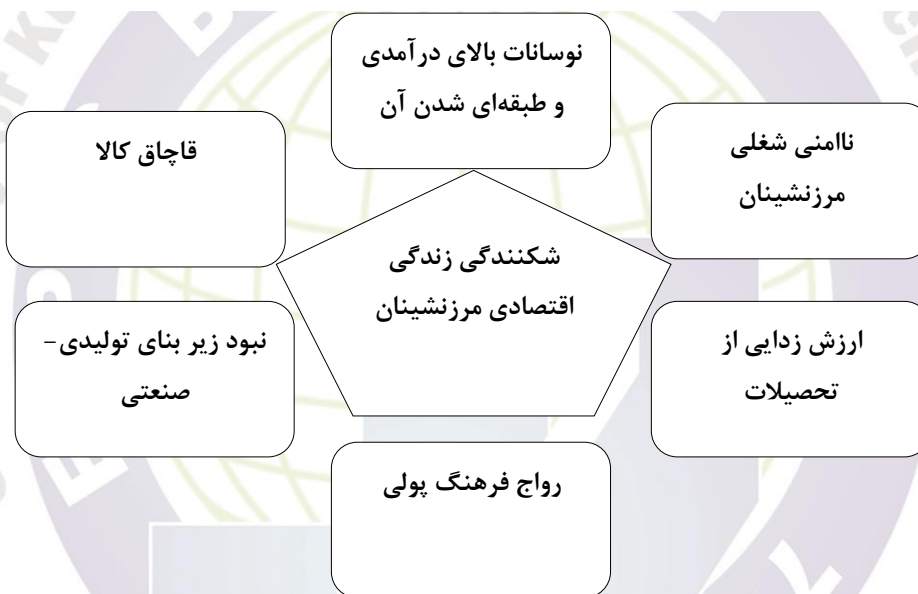 نوسانات بالای درآمدی
و طبقه‌ای شدن آن
ناامنی شغلی
مرزنشینان
قاچاق کالا
شکنندگی زندگی
اقتصادی مرزنشینان
ارزش زدایی از
تحصیلات
نبود زیر بنای تولیدی-
صنعتی
رواج فرهنگ پولی